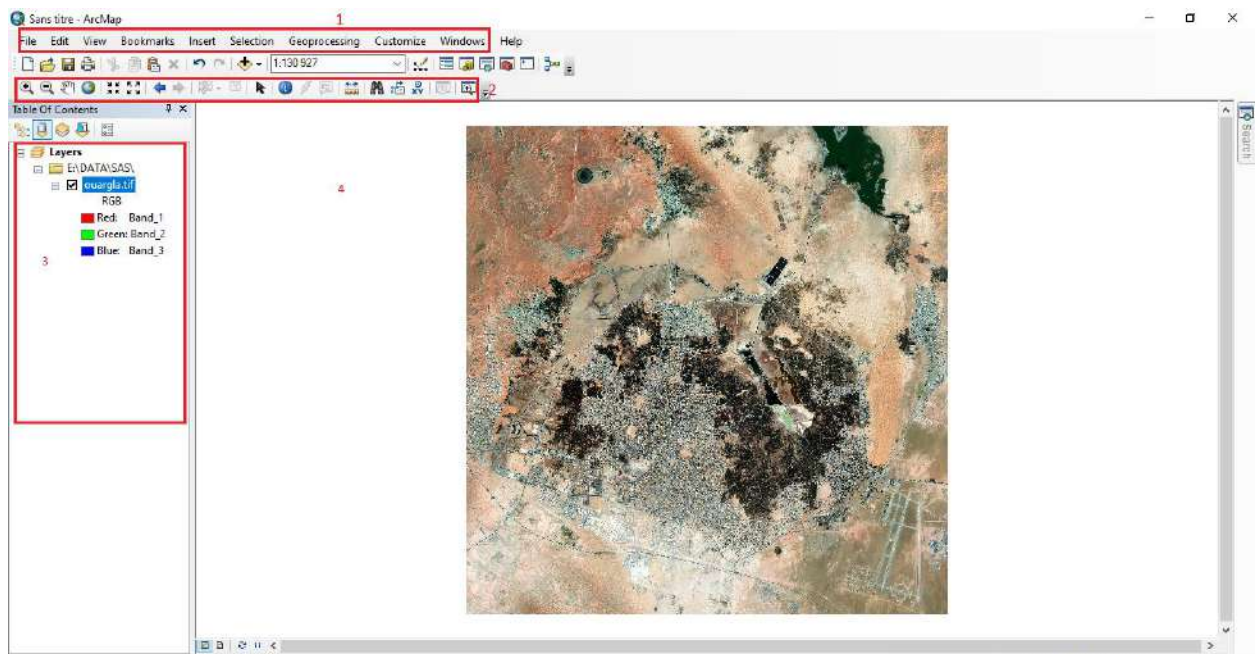 Sans titre - ArcMap
1
File Edit View Bookmarks Insert Selection Geoprocessing Customize Windows Help
1:130 927
2
Table Of Contents
Layers
E:\DATA\SAS\
ouargla.tif
RGB
Red: Band_1
Green: Band_2
Blue: Band_3
3
4
Search